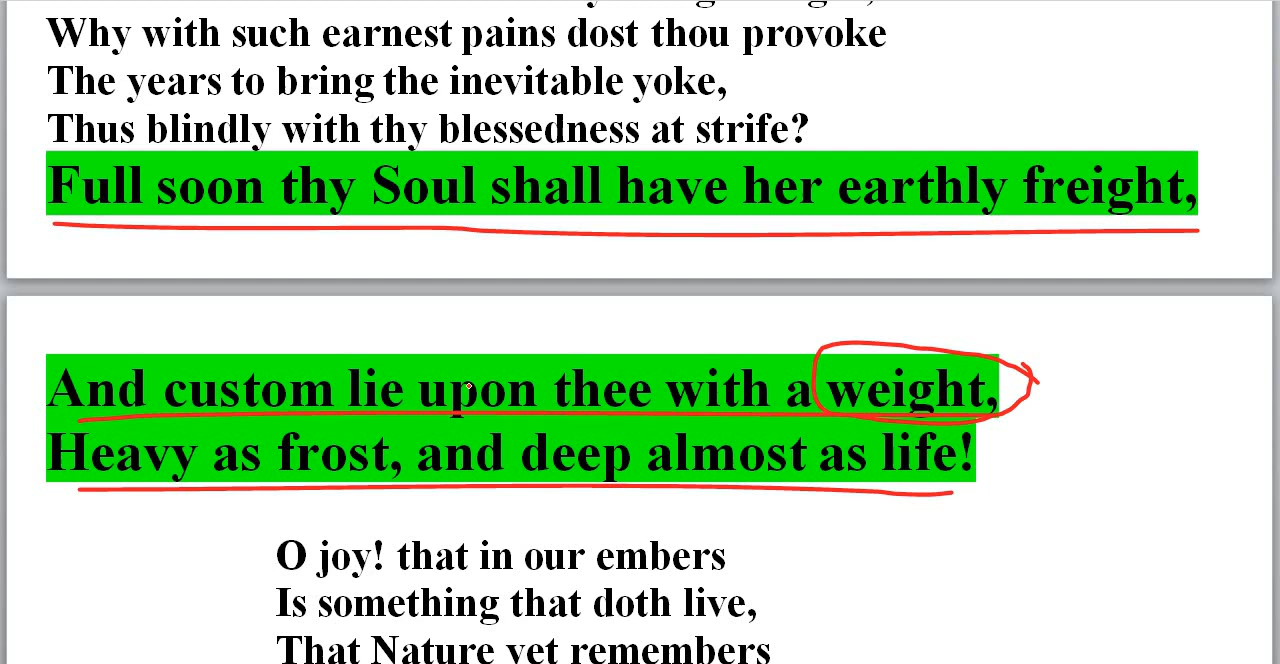 Why with such earnest pains dost thou provoke
The years to bring the inevitable yoke,
Thus blindly with thy blessedness at strife?
Full soon thy Soul shall have her earthly freight,
And custom lie upon thee with a weight,
Heavy as frost, and deep almost as life!
O joy! that in our embers
Is something that doth live,
That Nature yet remembers